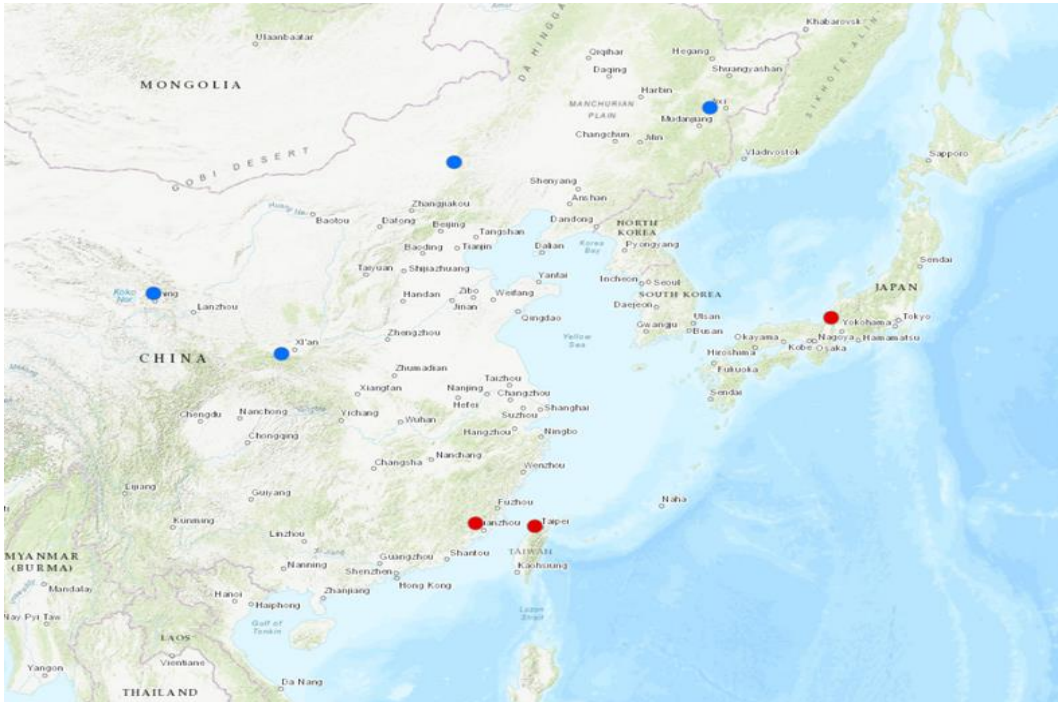 Ulaanbaatar
Khabarovsk
Qiqihar
Hegang
Daqing
Shuangyashan
MONGOLIA
DA HINGGA
SIKHOTE ALIN
Harbin
MANCHURIAN
PLAIN
Mudanjiang
Changchun
Jilin
Vladivostok
Sapporo
GOBI DESERT
Shenyang
Anshan
Zhangjiakou
Baotou
Datong
Beijing
Tangshan
Dandong
NORTH
KOREA
Baoding
Tianjin
Dalian
Korea
Bay
Pyongyang
Sendai
Taiyuan
Shijiazhuang
Yantai
Incheon
Seoul
JAPAN
Koko
Nor
Lanzhou
Handan
Zibo
Jinan
Weifang
Daejeon
SOUTH KOREA
Qingdao
Gwangju
Ulsan
Busan
Yokohama
Tokyo
Zhengzhou
Yellow
Sea
Okayama
Kobe
Nagoya
Osaka
Hamamatsu
Xi'an
CHINA
Hiroshima
Fukuoka
Zhumadian
Taizhou
Xiangfan
Nanjing
Changzhou
Hefei
Sendai
Chengdu
Nanchong
Yichang
Wuhan
Suzhou
Shanghai
Chongqing
Hangzhou
Ningbo
Changsha
Nanchang
Wenzhou
Lijiang
Guiyang
Fuzhou
Naha
Kunming
Linzhou
Taipei
MYANMAR
(BURMA)
Guangzhou
Shantou
TAIWAN
Nanning
Shenzhen
Kaohsiung
Hong Kong
Mandalay
Hanoi
Haiphong
Zhanjiang
Luzon
Strait
Nay Pyi Taw
Gulf of
Tonkin
LAOS
Vientiane
Yangon
Da Nang
THAILAND